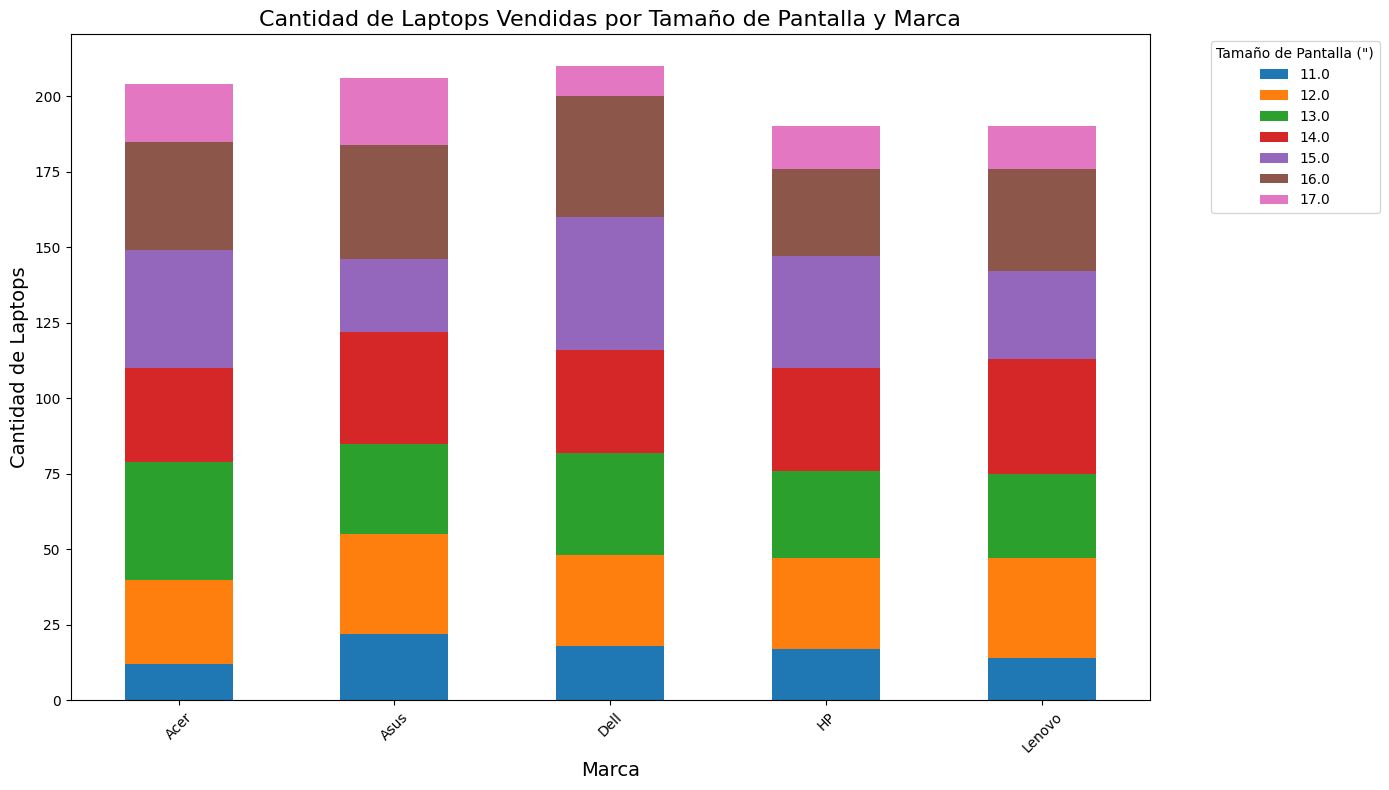 Cantidad de Laptops Vendidas por Tamaño de Pantalla y Marca
Cantidad de Laptops
200
175
150
125
100
75
50
25
0
Acer
Asus
Dell
HP
Lenovo
Marca
Tamaño de Pantalla (")
11.0
12.0
13.0
14.0
15.0
16.0
17.0